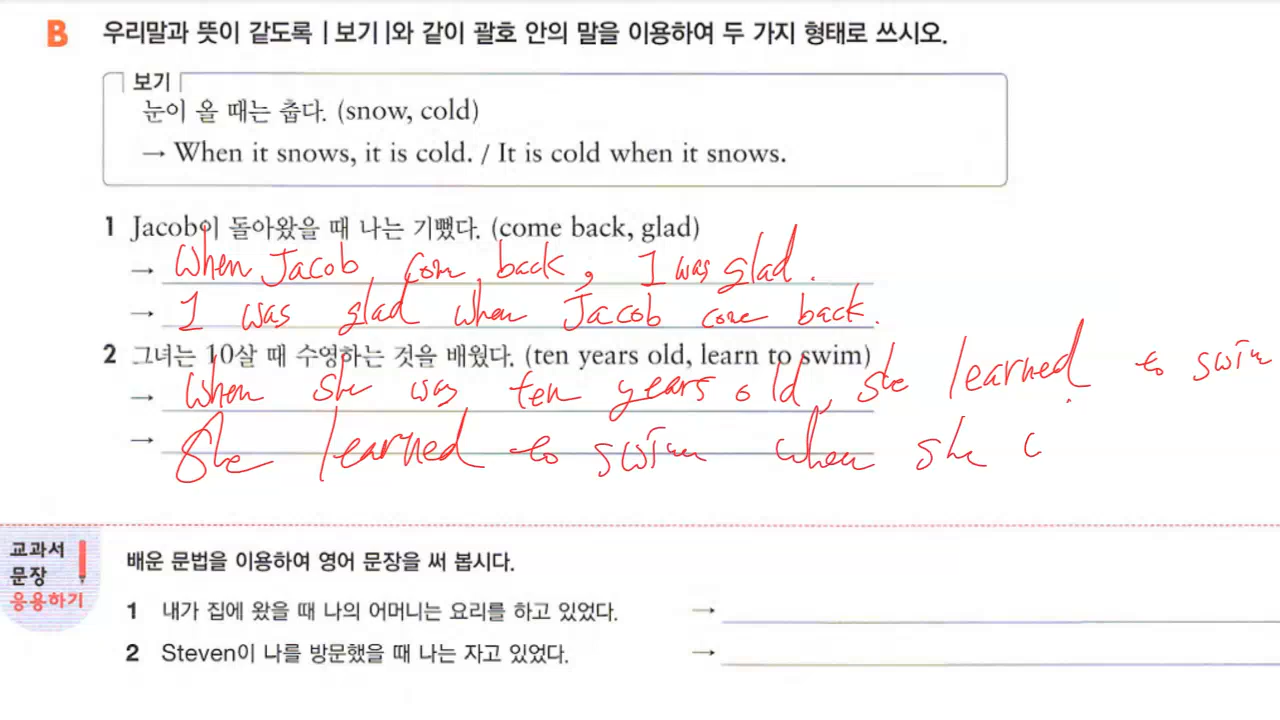 B 우리말과 뜻이 같도록 | 보기 |와 같이 괄호 안의 말을 이용하여 두 가지 형태로 쓰시오.
보기
눈이 올 때는 춥다. (snow, cold)
→ When it snows, it is cold. / It is cold when it snows.
1 Jacob이 돌아왔을 때 나는 기뻤다. (come back, glad)
→ When Jacob come back, I was glad.
→ I was glad when Jacob come back.
2 그녀는 10살 때 수영하는 것을 배웠다. (ten years old, learn to swim)
→ When she was ten years old, she learned to swim
→ She learned to swim when she
교과서
문장
응용하기
배운 문법을 이용하여 영어 문장을 써 봅시다.
1 내가 집에 왔을 때 나의 어머니는 요리를 하고 있었다. →
2 Steven이 나를 방문했을 때 나는 자고 있었다. →